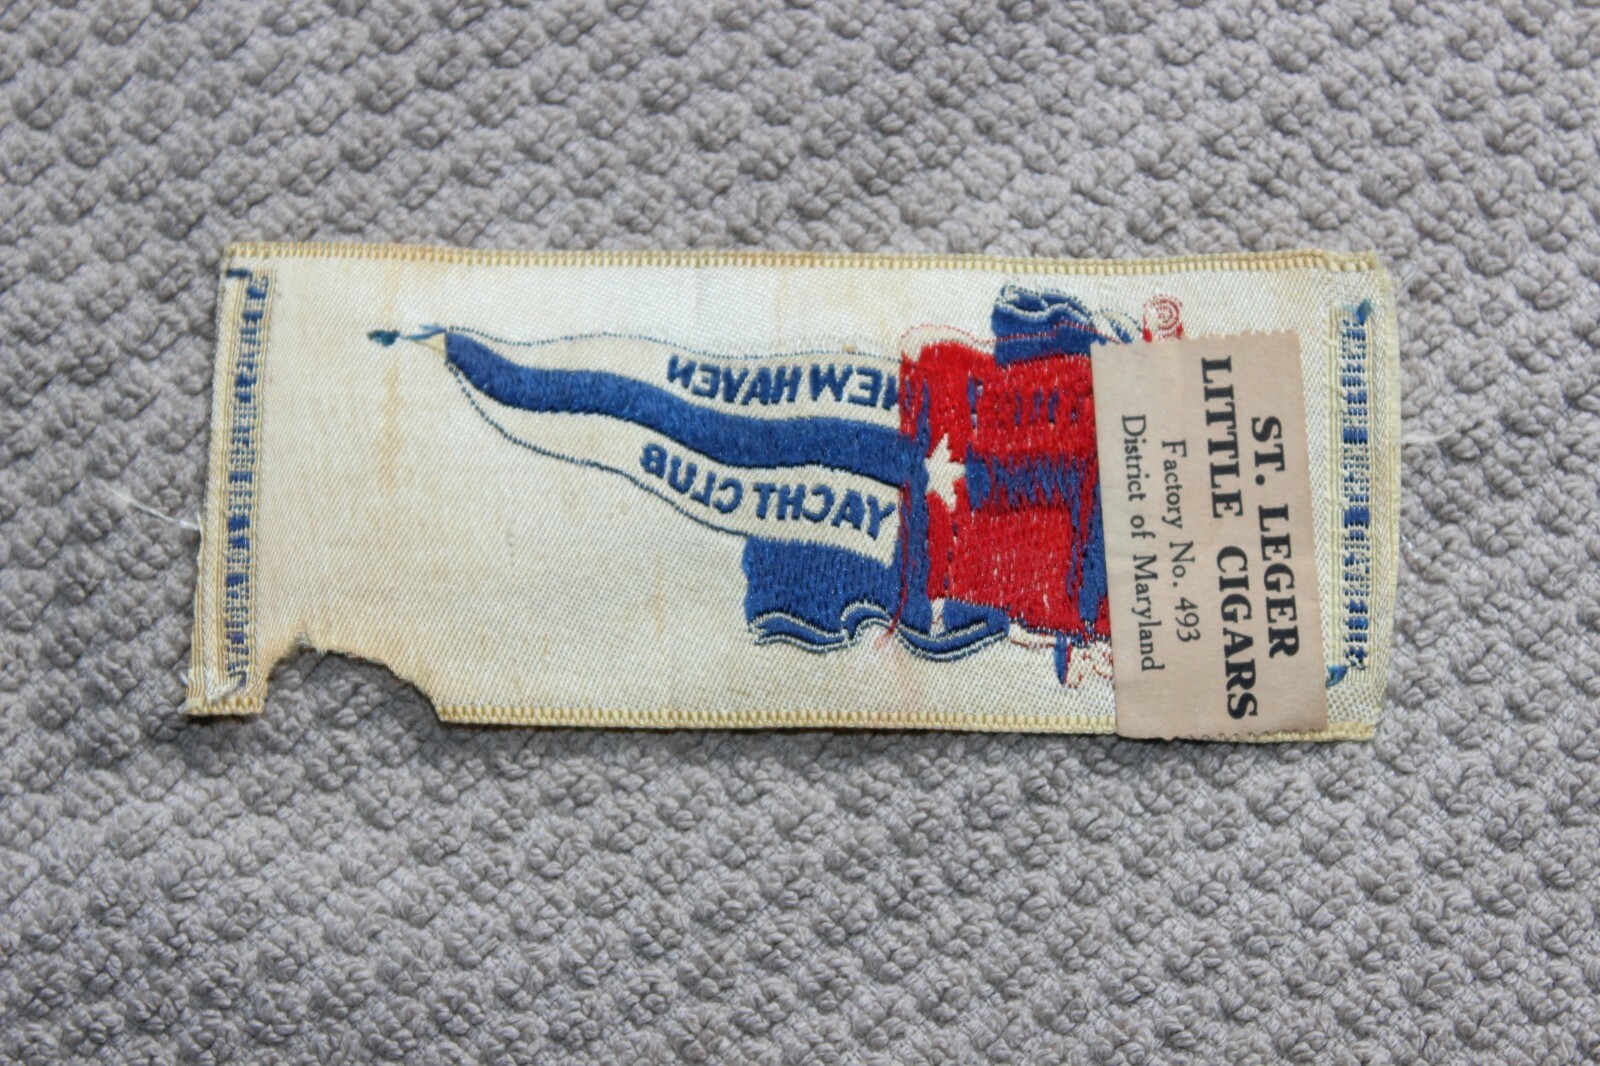 NEW HAVEN
YACHT CLUB
ST. LEGER
LITTLE CIGARS
Factory No. 493
District of Maryland